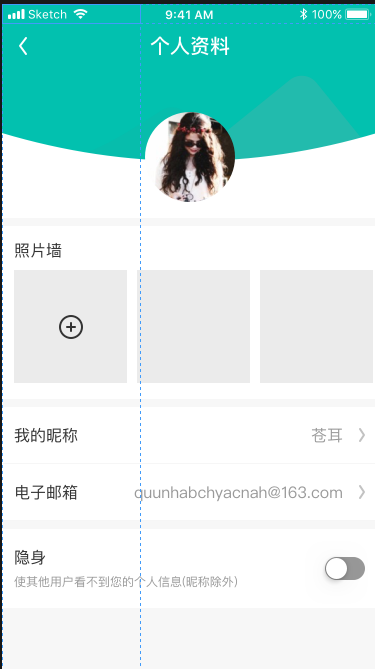 Sketch 9:41 AM 100%
个人资料
照片墙
我的昵称 苍耳
电子邮箱 quunhabchyacnah@163.com
隐身
使其他用户看不到您的个人信息(昵称除外)